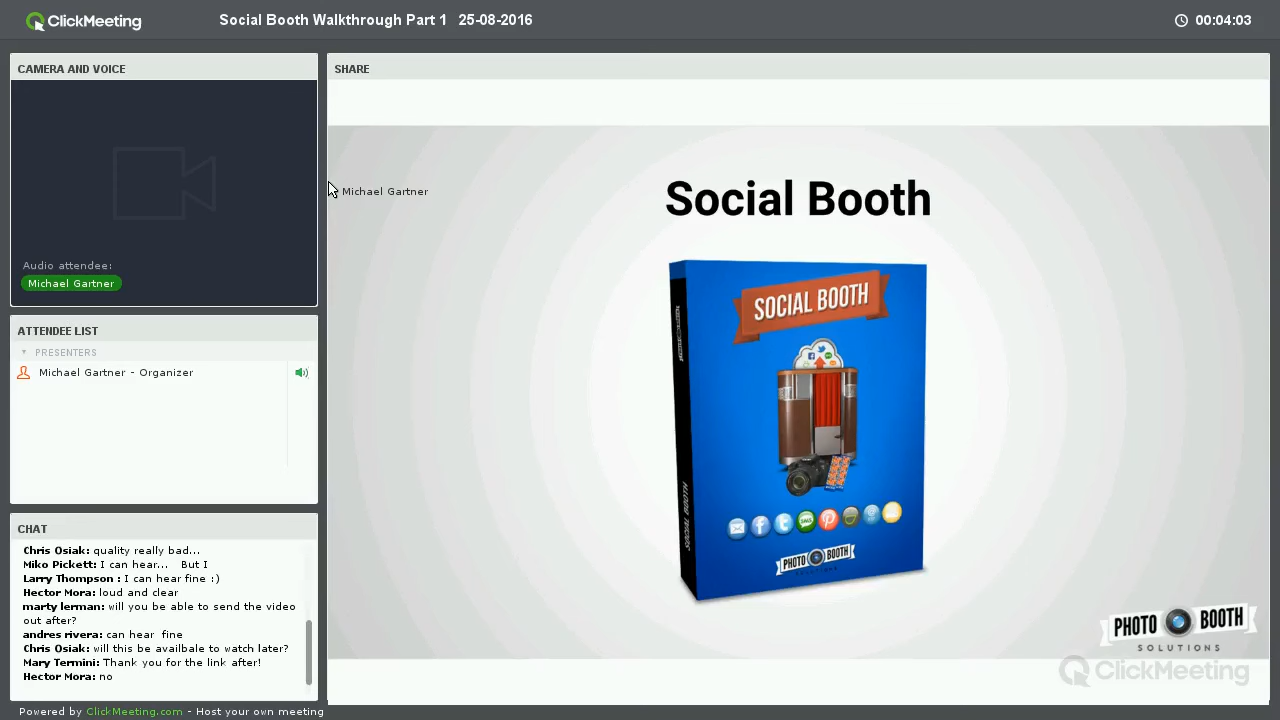 ClickMeeting
Social Booth Walkthrough Part 1 25-08-2016
00:04:03
CAMERA AND VOICE
Audio attendee:
Michael Gartner
ATTENDEE LIST
PRESENTERS
Michael Gartner - Organizer
CHAT
Chris Osiak: quality really bad...
Miko Pickett: I can hear... But I
Larry Thompson : I can hear fine :)
Hector Mora: loud and clear
marty lerman: will you be able to send the video
out after?
andres rivera: can hear fine
Chris Osiak: will this be availbale to watch later?
Mary Termini: Thank you for the link after!
Hector Mora: no
Powered by ClickMeeting.com - Host your own meeting
SHARE
Michael Gartner
Social Booth
SOCIAL BOOTH
SOCIAL BOOTH
SMS
PHOTO BOOTH
PHOTO BOOTH
SOLUTIONS
ClickMeeting